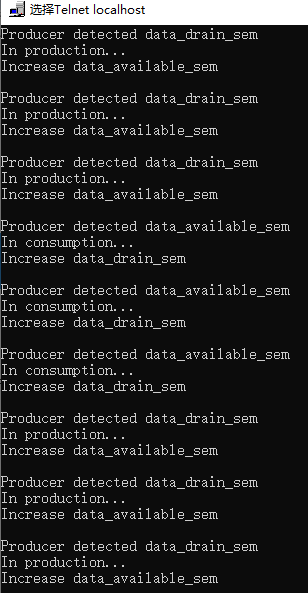 选择Telnet localhost
Producer detected data_drain_sem
In production...
Increase data_available_sem
Producer detected data_drain_sem
In production...
Increase data_available_sem
Producer detected data_drain_sem
In production...
Increase data_available_sem
Producer detected data_available_sem
In consumption...
Increase data_drain_sem
Producer detected data_available_sem
In consumption...
Increase data_drain_sem
Producer detected data_available_sem
In consumption...
Increase data_drain_sem
Producer detected data_drain_sem
In production...
Increase data_available_sem
Producer detected data_drain_sem
In production...
Increase data_available_sem
Producer detected data_drain_sem
In production...
Increase data_available_sem